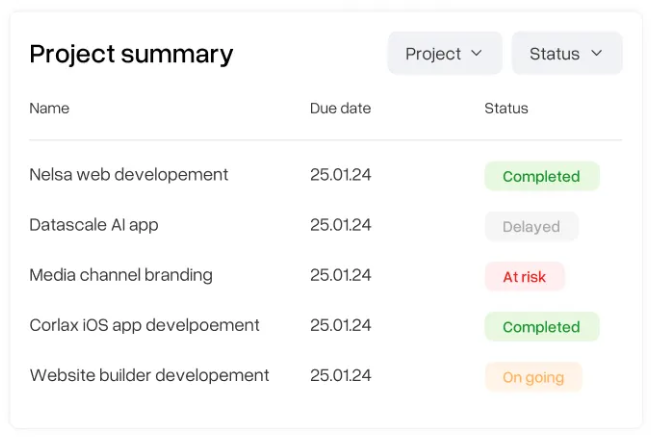 Project summary Project Status
Name Due date Status
Nelsa web developement 25.01.24 Completed
Datascale AI app 25.01.24 Delayed
Media channel branding 25.01.24 At risk
Corlax iOS app develpoement 25.01.24 Completed
Website builder developement 25.01.24 On going